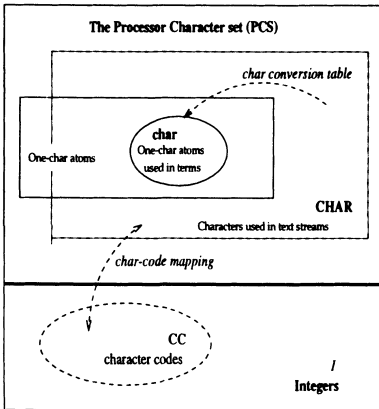 The Processor Character set (PCS)
char conversion table
char
One-char atoms
used in terms
One-char atoms
CHAR
Characters used in text streams
char-code mapping
CC
character codes
I
Integers